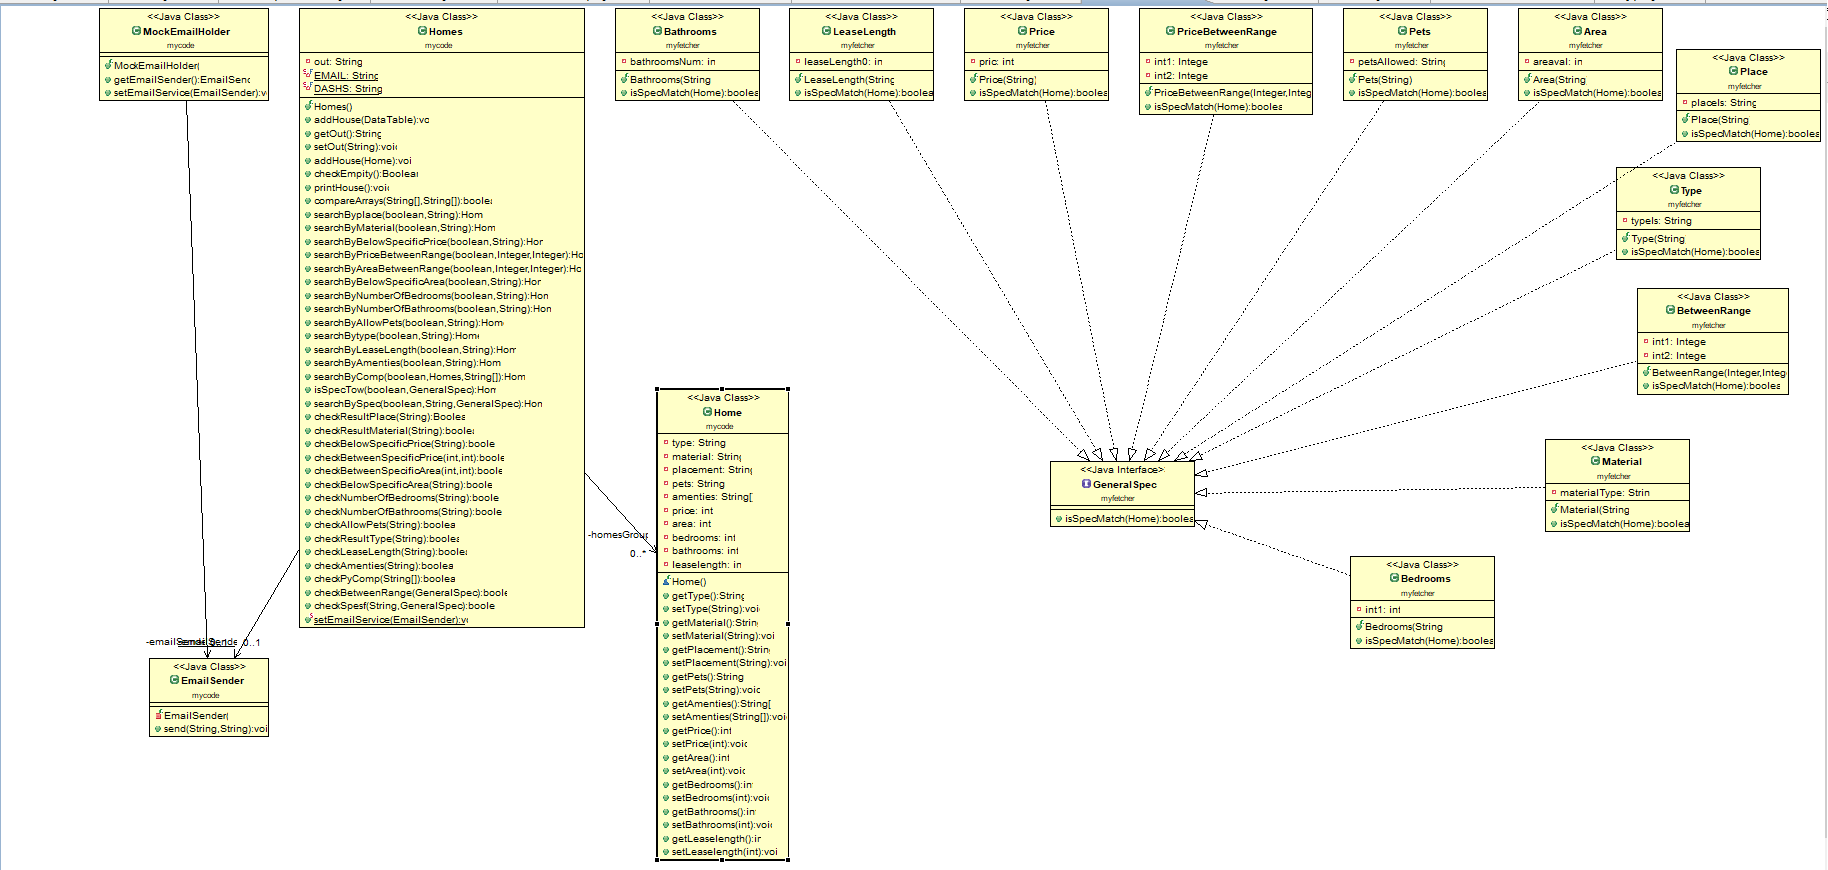 <<Java Class>>
MockEmailHolder
mycode
MockEmailHolder(
getEmailSender():EmailSenc
setEmailService(EmailSender):v
<<Java Class>>
Homes
mycode
out: String
EMAIL: String
DASHS: String
Homes()
addHouse(DataTable):vc
getOut():String
setOut(String):voi
addHouse(Home):voi
checkEmpity():Boolea
printHouse():voi
compareArrays(String[],String[]):boole
searchByplace(boolean,String):Hom
searchByMaterial(boolean,String):Hom
searchByBelowSpecificPrice(boolean,String):Hor
searchByPriceBetweenRange(boolean,Integer,Integer):Ho
searchByAreaBetweenRange(boolean,Integer,Integer):Ho
searchByBelowSpecificArea(boolean,String):Hor
searchByNumberOfBedrooms(boolean,String):Hon
searchByNumberOfBathrooms(boolean,String):Hon
searchByAllowPets(boolean,String):Hom
searchBytype(boolean,String):Home
searchByLeaseLength(boolean,String):Hom
searchByAmenties(boolean,String):Hom
searchByComp(boolean,Homes,String[]):Hom
isSpecTow(boolean,GeneralSpec):Hom
searchBySpec(boolean,String,GeneralSpec):Hon
checkResultPlace(String):Boolea
checkResultMaterial(String):boole
checkBelowSpecificPrice(String):boole
checkBetweenSpecificPrice(int,int):boole
checkBetweenSpecificArea(int,int):boole
checkBelowSpecificArea(String):boole
checkNumberOfBedrooms(String):boole
checkNumberOfBathrooms(String):boole
checkAllowPets(String):boolea
checkResultType(String):boolea
checkLeaseLength(String):boole
checkAmenties(String):boolea
checkPyComp(String[]):boolea
checkBetweenRange(GeneralSpec):boole
checkSpesf(String,GeneralSpec):boole
setEmailService(EmailSender):v
<<Java Class>>
Bathrooms
myfetcher
bathroomsNum: in
Bathrooms(String)
isSpecMatch(Home):boolea
<<Java Class>>
LeaseLength
myfetcher
leaseLength0: in
LeaseLength(String
isSpecMatch(Home):boolea
<<Java Class>>
Price
myfetcher
pric: int
Price(String)
isSpecMatch(Home):boolea
<<Java Class>>
PriceBetweenRange
myfetcher
int1: Intege
int2: Intege
PriceBetweenRange(Integer,Integ
isSpecMatch(Home):boolea
<<Java Class>>
Pets
myfetcher
petsAllowed: String
Pets(String)
isSpecMatch(Home):boolea
<<Java Class>>
Area
myfetcher
areaval: in
Area(String)
isSpecMatch(Home):boolea
<<Java Class>>
Place
myfetcher
placeIs: String
Place(String
isSpecMatch(Home):boolea
<<Java Class>>
Type
myfetcher
typeIs: String
Type(String
isSpecMatch(Home):boolea
<<Java Class>>
BetweenRange
myfetcher
int1: Intege
int2: Intege
BetweenRange(Integer,Integ
isSpecMatch(Home):boolea
<<Java Class>>
Home
mycode
type: String
material: String
placement: String
pets: String
amenties: String[
price: int
area: int
bedrooms: int
bathrooms: int
leaselength: in
Home()
getType():String
setType(String):voi
getMaterial():Strin
setMaterial(String):voi
getPlacement():Strin
setPlacement(String):voi
getPets():String
setPets(String):voic
getAmenties():String[
setAmenties(String[]):voi
getPrice():int
setPrice(int):void
getArea():int
setArea(int):voic
getBedrooms():in
setBedrooms(int):voi
getBathrooms():in
setBathrooms(int):voi
getLeaselength():ir
setLeaselength(int):voi
-homesGrou
0..*
<<Java Interface>
GeneralSpec
myfetcher
isSpecMatch(Home):boolea
<<Java Class>>
Material
myfetcher
materialType: Strin
Material(String
isSpecMatch(Home):boolea
<<Java Class>>
Bedrooms
myfetcher
int1: int
Bedrooms(String
isSpecMatch(Home):boolea
0..1
<<Java Class>>
EmailSender
mycode
EmailSender(
send(String,String):voi